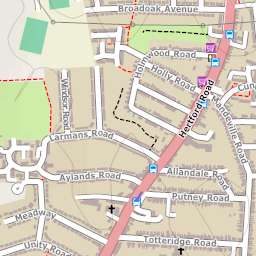 Broadoak Avenue
Holmwood Road
Holly Road
Hertford Road
Mandeville Road
Windsor Road
Carmans Road
Aylands Road
Allandale Road
Putney Road
Meadway
Unity Road
Totteridge Road